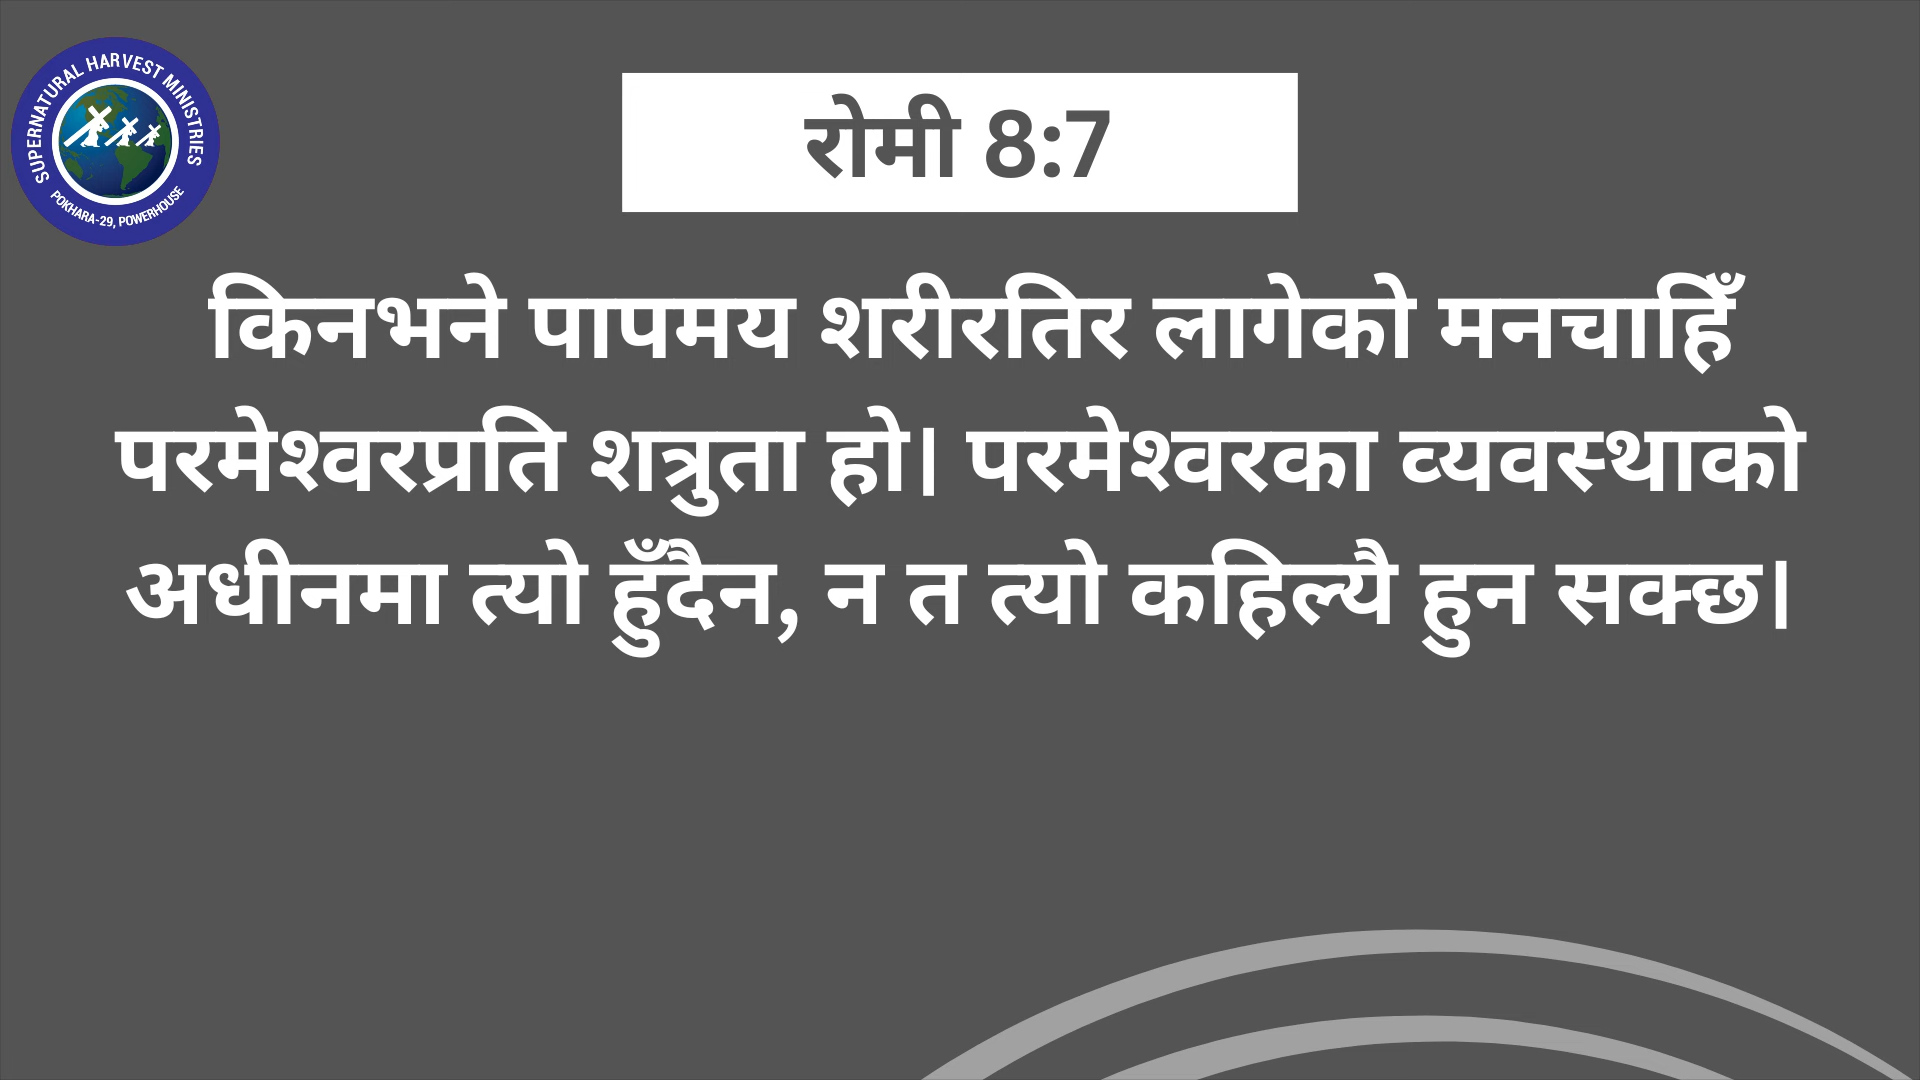 SUPERNATURAL HARVEST MINISTRIES
POKHARA-29, POWERHOUSE
रोमी 8:7
किनभने पापमय शरीरतिर लागेको मनचाहिँ
परमेश्वरप्रति शत्रुता हो। परमेश्वरका व्यवस्थाको
अधीनमा त्यो हुँदैन, न त त्यो कहिल्यै हुन सक्छ।